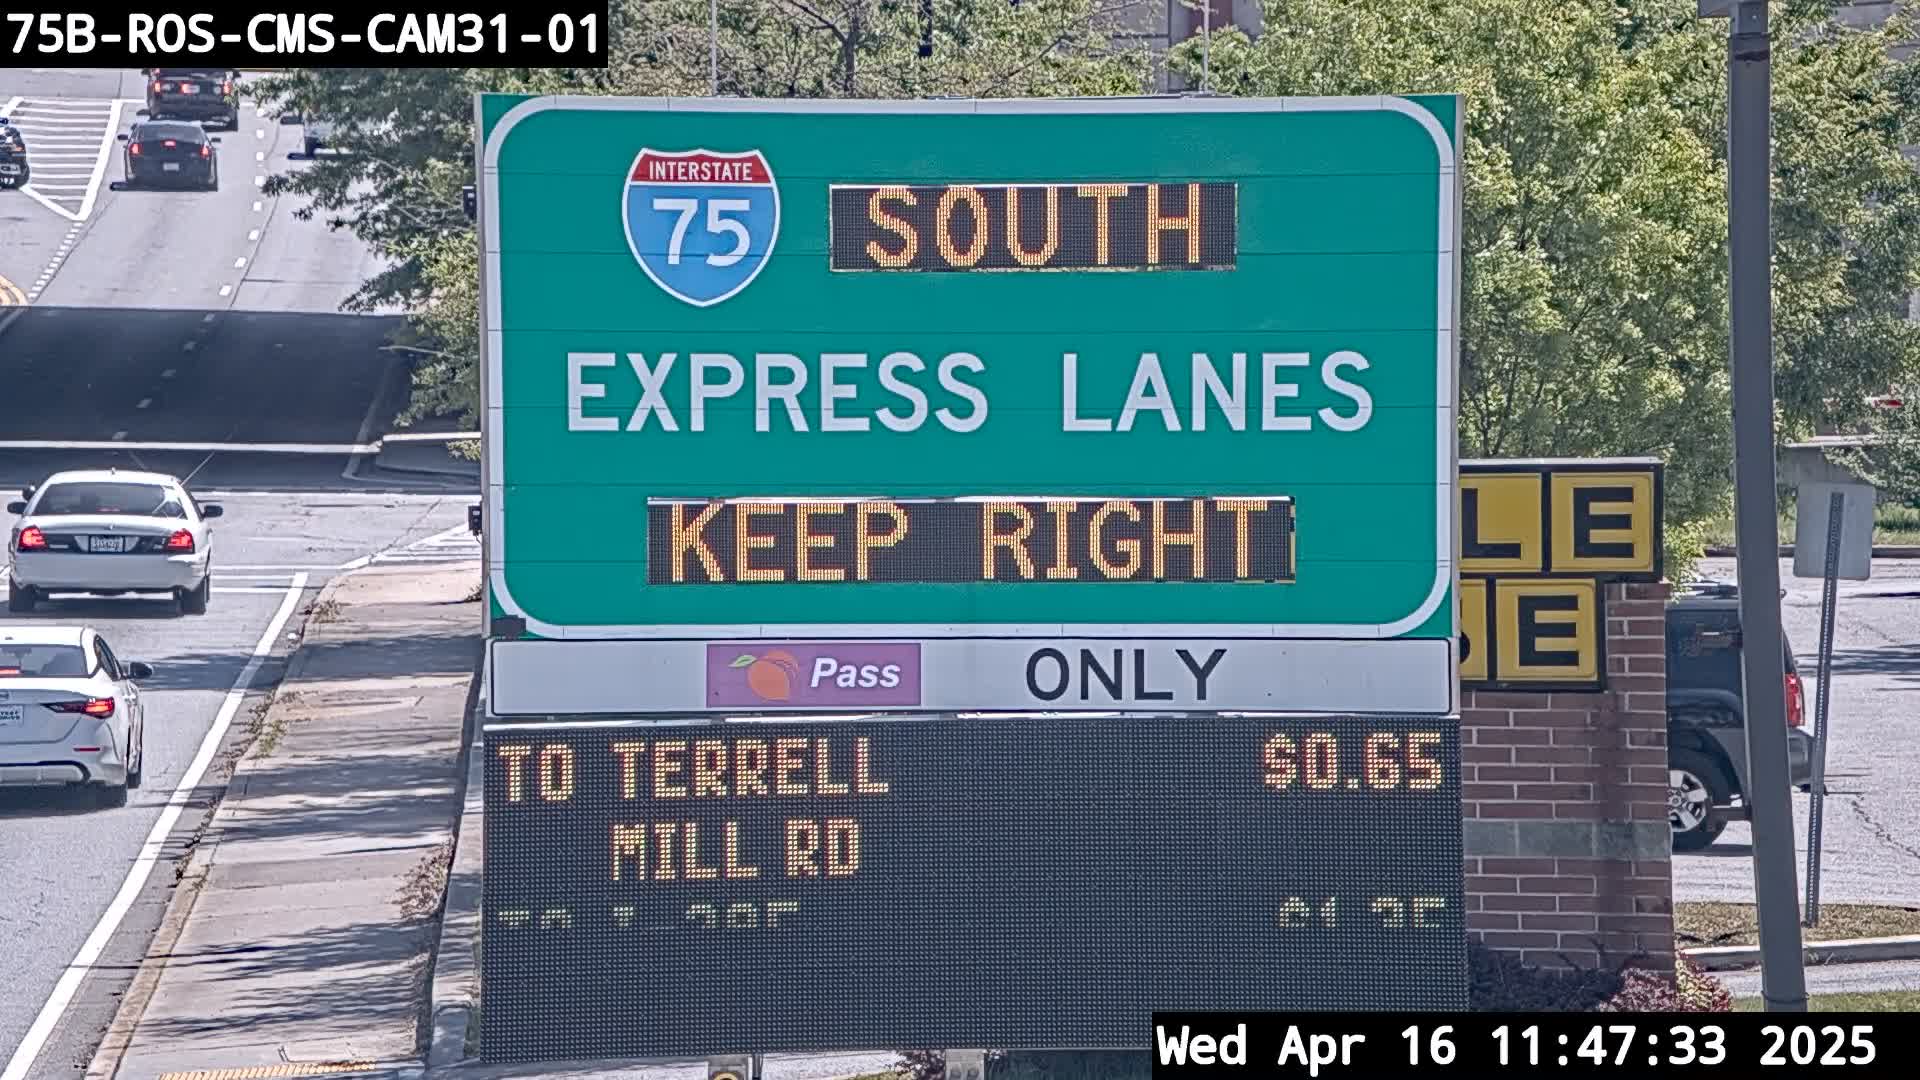 75B-ROS-CMS-CAM31-01
INTERSTATE
75
SOUTH
EXPRESS LANES
KEEP RIGHT
Pass ONLY
TO TERRELL $0.65
MILL RD
LE
E
Wed Apr 16 11:47:33 2025